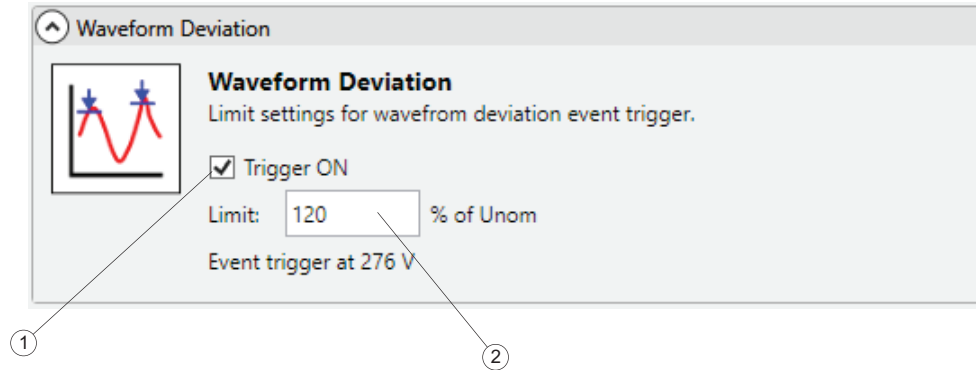 Waveform Deviation
Waveform Deviation
Limit settings for wavefrom deviation event trigger.
Trigger ON
Limit: 120 % of Unom
Event trigger at 276 V
1
2